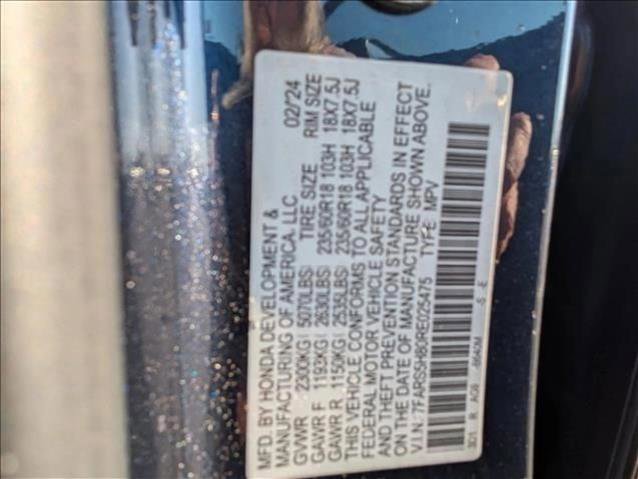 MFD. BY HONDA DEVELOPMENT &
MANUFACTURING OF AMERICA, LLC 02/'24
GVWR 2300KG( 5070LBS) TIRE SIZE RIM SIZE
GAWR F 1193KG( 2630LBS) 235/60R18 103H 18X7.5J
GAWR R 1150KG( 2535LBS) 235/60R18 103H 18X7.5J
THIS VEHICLE CONFORMS TO ALL APPLICABLE
FEDERAL MOTOR VEHICLE SAFETY
AND THEFT PREVENTION STANDARDS IN EFFECT
ON THE DATE OF MANUFACTURE SHOWN ABOVE.
V.I.N.: 7FARS5H80RE025475 TYPE: MPV